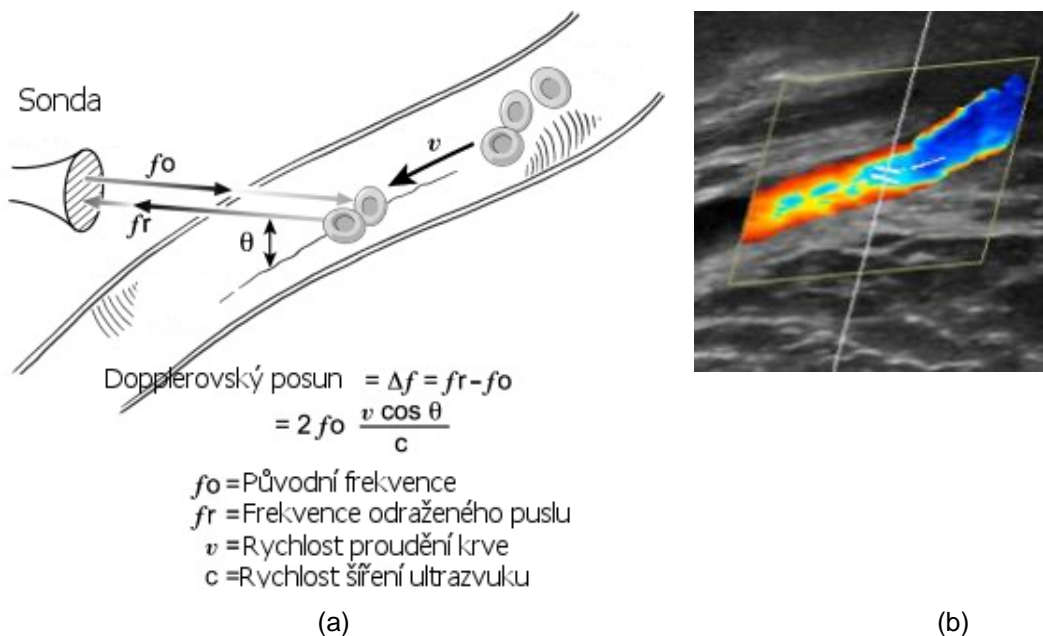 Sonda
fo
v
fr
θ
Dopplerovský posun = Δf = fr – fo
= 2 fo v cos θ / c
fo = Původní frekvence
fr = Frekvence odraženého puslu
v = Rychlost proudění krve
c = Rychlost šíření ultrazvuku
(a) (b)